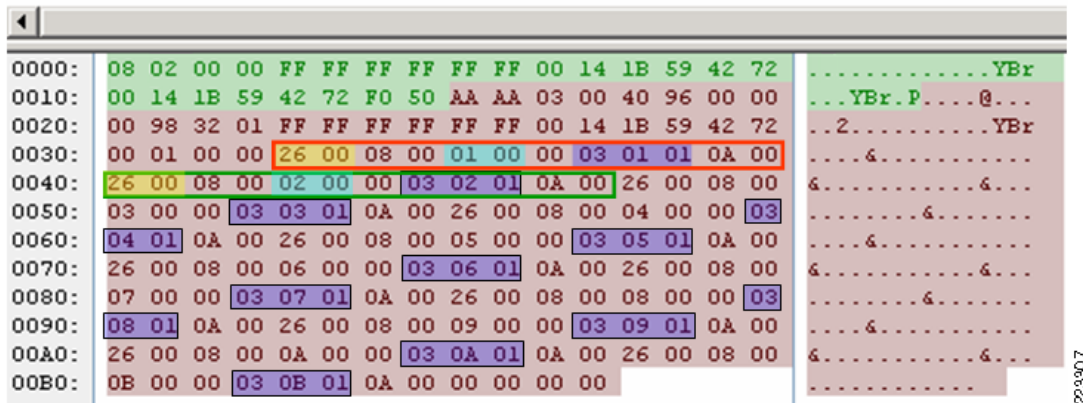 0000: 08 02 00 00 FF FF FF FF FF FF 00 14 1B 59 42 72 .............YBr
0010: 00 14 1B 59 42 72 F0 50 AA AA 03 00 40 96 00 00 ...YBr.P....@...
0020: 00 98 32 01 FF FF FF FF FF FF 00 14 1B 59 42 72 ..2..........YBr
0030: 00 01 00 00 26 00 08 00 01 00 00 03 01 01 0A 00 ....&...........
0040: 26 00 08 00 02 00 00 03 02 01 0A 00 26 00 08 00 &...........&...
0050: 03 00 00 03 03 01 0A 00 26 00 08 00 04 00 00 03 ........&.......
0060: 04 01 0A 00 26 00 08 00 05 00 00 03 05 01 0A 00 ....&...........
0070: 26 00 08 00 06 00 00 03 06 01 0A 00 26 00 08 00 &...........&...
0080: 07 00 00 03 07 01 0A 00 26 00 08 00 08 00 00 03 ........&.......
0090: 08 01 0A 00 26 00 08 00 09 00 00 03 09 01 0A 00 ....&...........
00A0: 26 00 08 00 0A 00 00 03 0A 01 0A 00 26 00 08 00 &...........&...
00B0: 0B 00 00 03 0B 01 0A 00 00 00 00 00 ............
223307